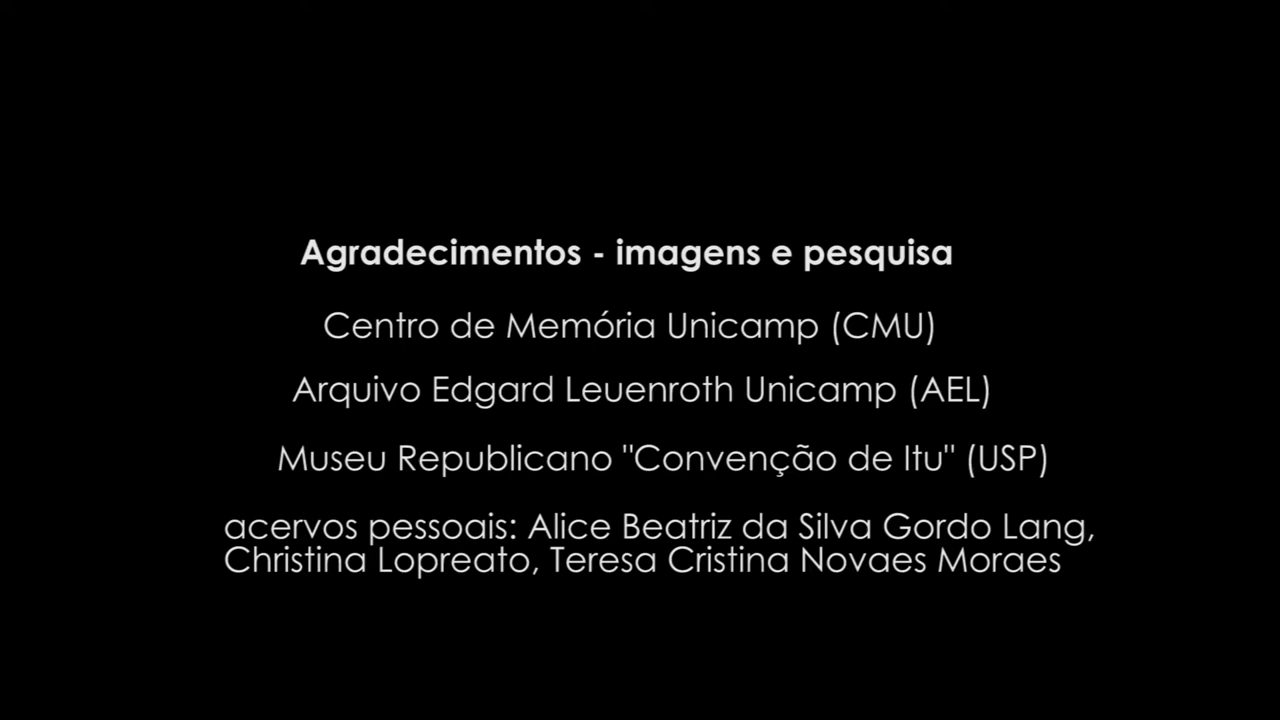 Agradecimentos - imagens e pesquisa
Centro de Memória Unicamp (CMU)
Arquivo Edgard Leuenroth Unicamp (AEL)
Museu Republicano "Convenção de Itu" (USP)
acervos pessoais: Alice Beatriz da Silva Gordo Lang,
Christina Lopreato, Teresa Cristina Novaes Moraes